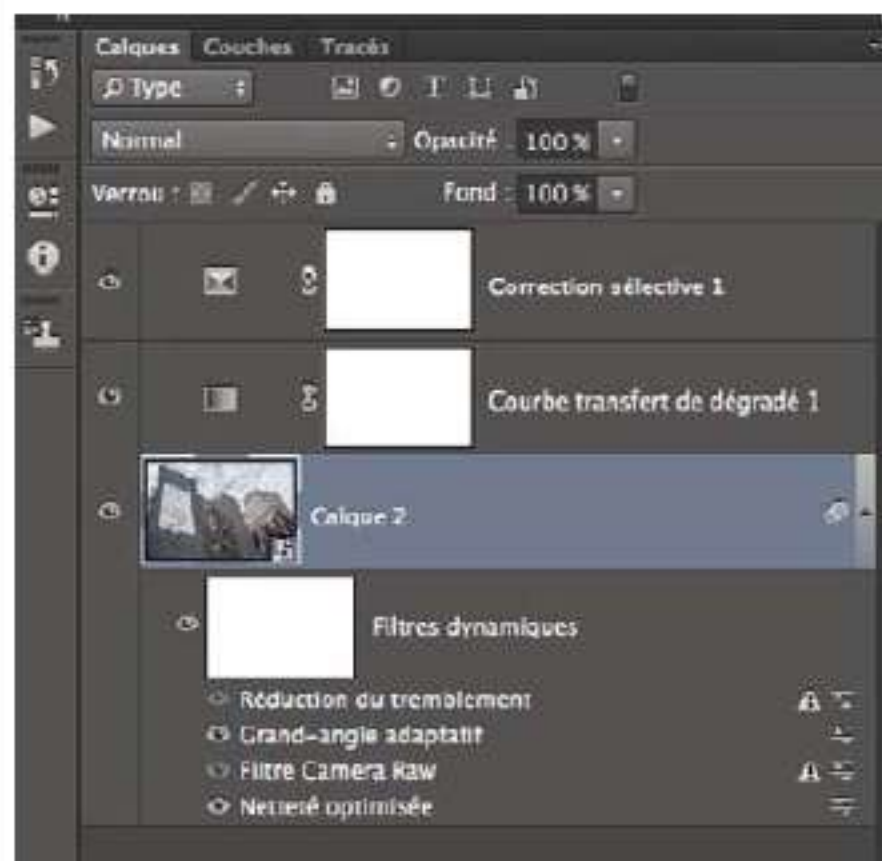 Calques Couches Tracés
Type
Normal Opacité : 100 %
Verrou : Fond : 100 %
Correction sélective 1
Courbe transfert de dégradé 1
Calque 2
Filtres dynamiques
Réduction du tremblement
Grand-angle adaptatif
Filtre Camera Raw
Netteté optimisée